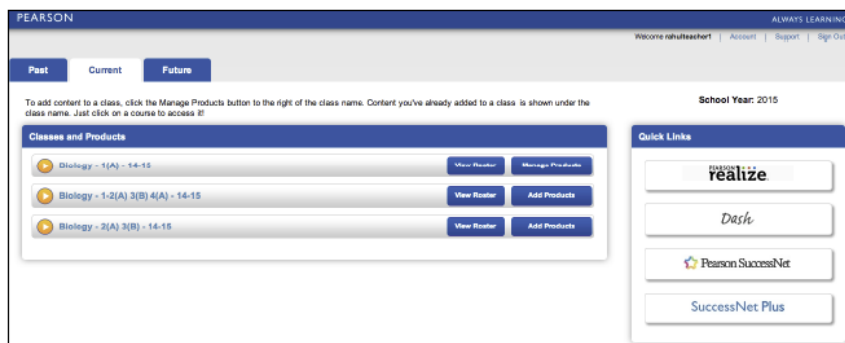 PEARSON
ALWAYS LEARNING
Welcome rahulteacher1 | Account | Support | Sign Out
Past
Current
Future
To add content to a class, click the Manage Products button to the right of the class name. Content you've already added to a class is shown under the
class name. Just click on a course to access it!
School Year: 2015
Classes and Products
Biology - 1(A) - 14-15
View Roster
Manage Products
Biology - 1-2(A) 3(B) 4(A) - 14-15
View Roster
Add Products
Biology - 2(A) 3(B) - 14-15
View Roster
Add Products
Quick Links
PEARSON
realize
Dash
Pearson SuccessNet
SuccessNet Plus